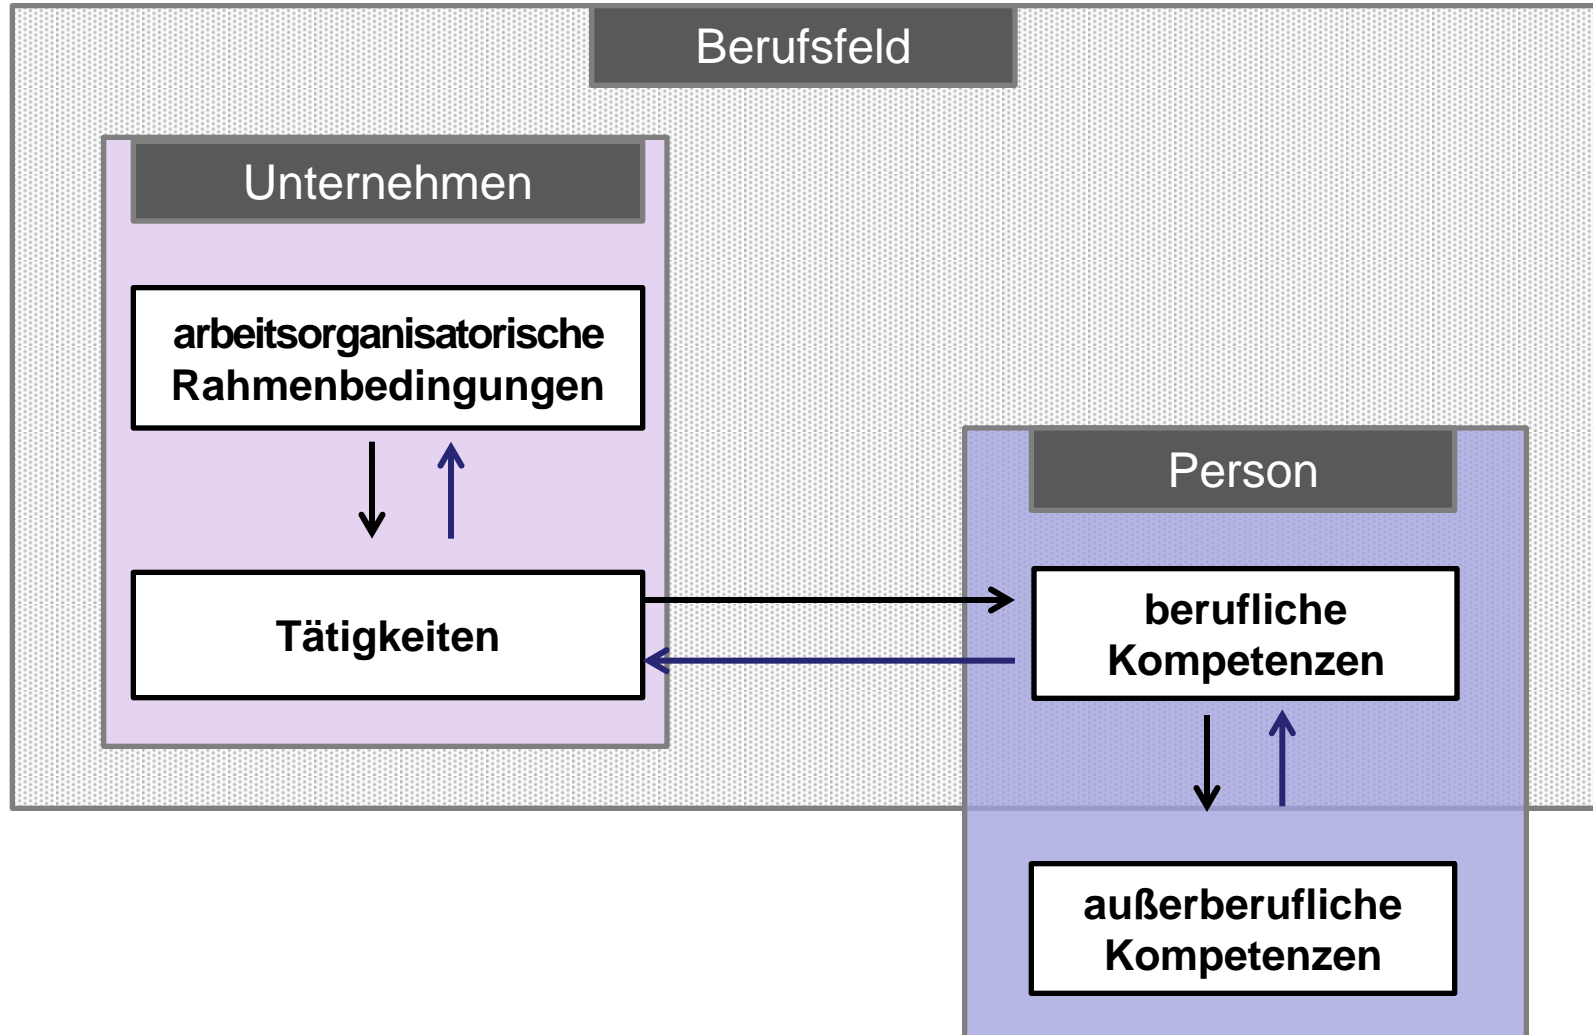 Berufsfeld
Unternehmen
arbeitsorganisatorische
Rahmenbedingungen
Tätigkeiten
Person
berufliche
Kompetenzen
außerberufliche
Kompetenzen